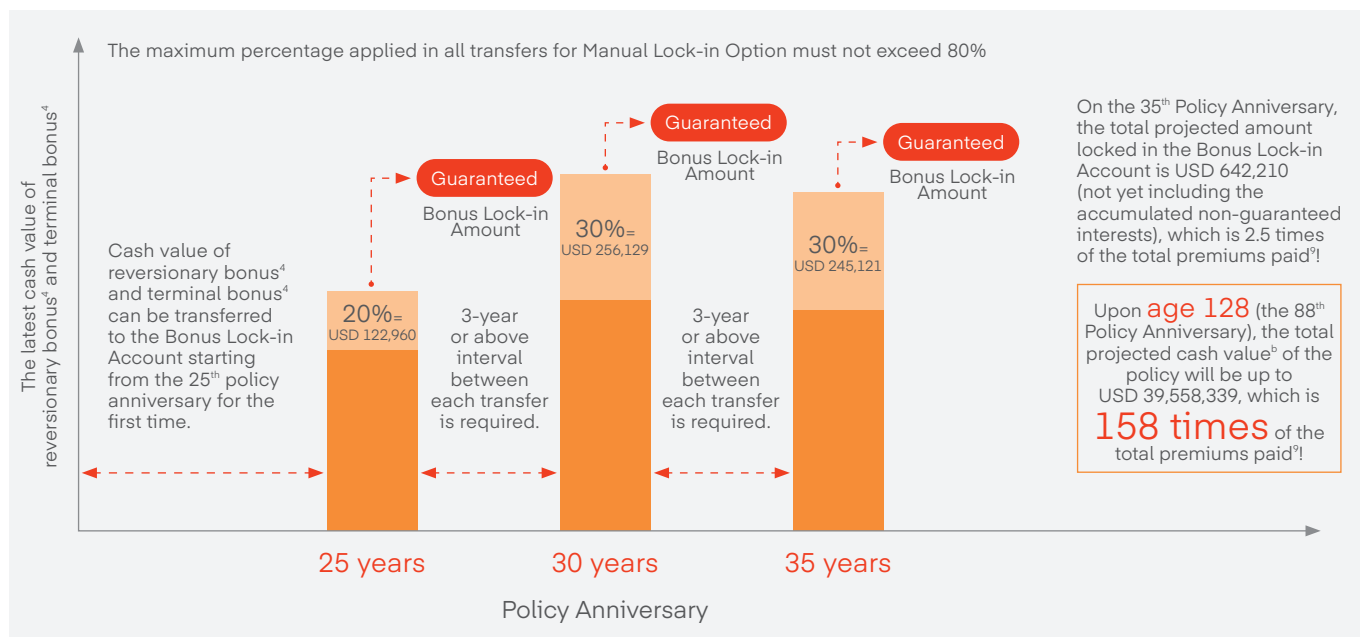 The maximum percentage applied in all transfers for Manual Lock-in Option must not exceed 80%
The latest cash value of
reversionary bonus⁴ and terminal bonus⁴
Cash value of
reversionary bonus⁴
and terminal bonus⁴
can be transferred
to the Bonus Lock-in
Account starting
from the 25th policy
anniversary for the
first time.
Guaranteed
Bonus Lock-in
Amount
20%=
USD 122,960
3-year
or above
interval
between
each transfer
is required.
Guaranteed
Bonus Lock-in
Amount
30%=
USD 256,129
3-year
or above
interval
between
each transfer
is required.
Guaranteed
Bonus Lock-in
Amount
30%=
USD 245,121
On the 35th Policy Anniversary,
the total projected amount
locked in the Bonus Lock-in
Account is USD 642,210
(not yet including the
accumulated non-guaranteed
interests), which is 2.5 times
of the total premiums paid⁹!
Upon age 128 (the 88th
Policy Anniversary), the total
projected cash valueᵇ of the
policy will be up to
USD 39,558,339, which is
158 times of the
total premiums paid⁹!
25 years
30 years
35 years
Policy Anniversary